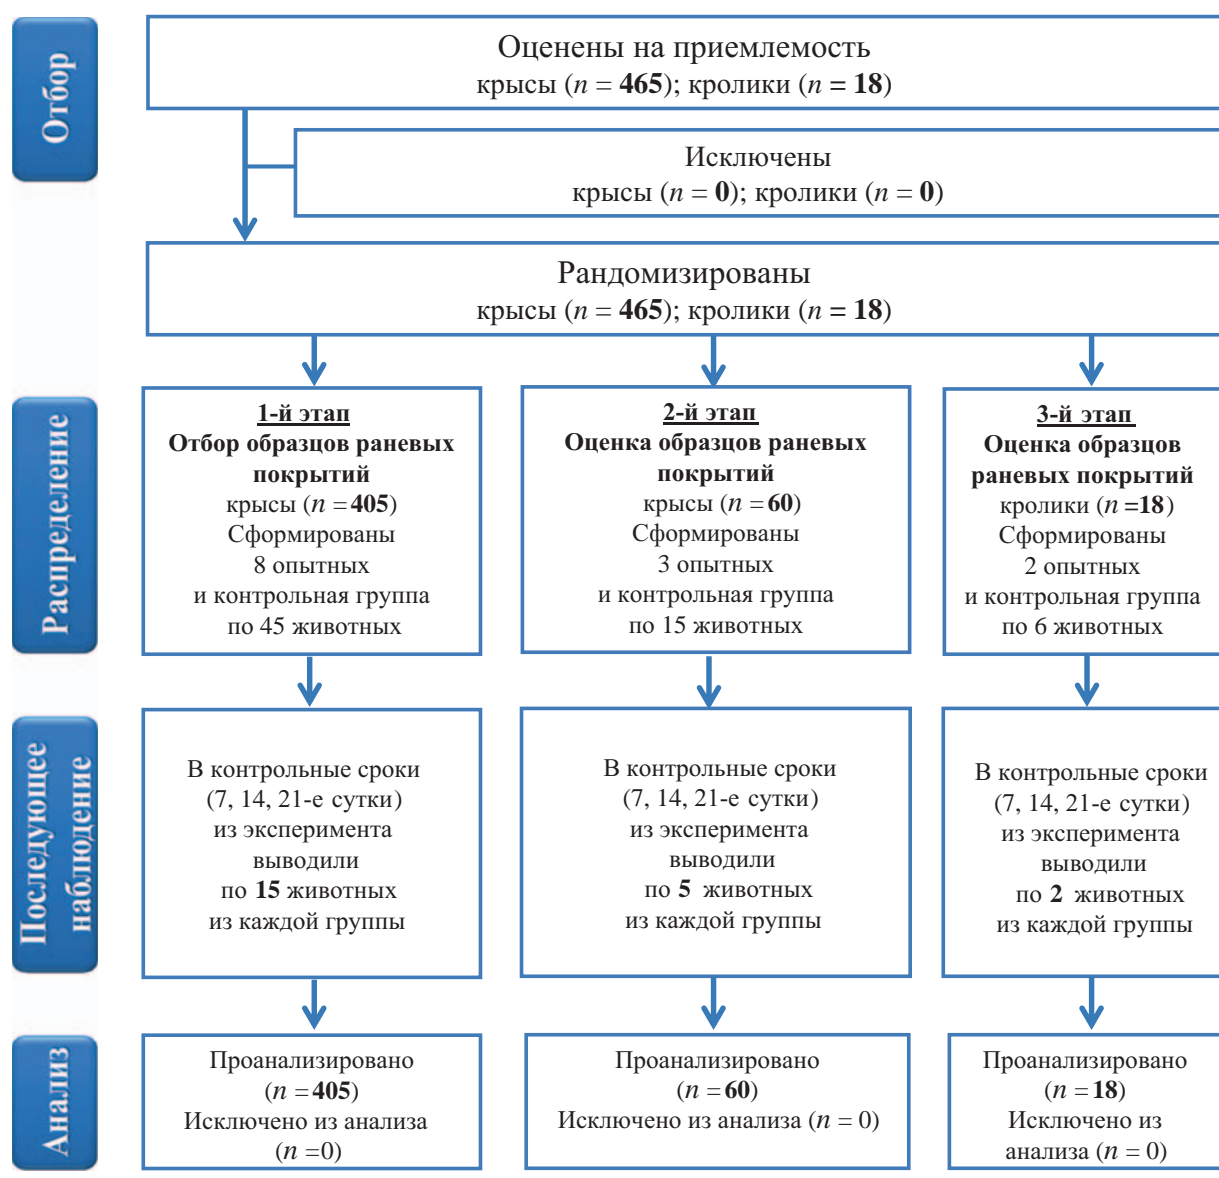 Отбор
Оценены на приемлемость
крысы (n = 465); кролики (n = 18)
Исключены
крысы (n = 0); кролики (n = 0)
Рандомизированы
крысы (n = 465); кролики (n = 18)
Распределение
1-й этап
Отбор образцов раневых
покрытий
крысы (n = 405)
Сформированы
8 опытных
и контрольная группа
по 45 животных
2-й этап
Оценка образцов раневых
покрытий
крысы (n = 60)
Сформированы
3 опытных
и контрольная группа
по 15 животных
3-й этап
Оценка образцов
раневых покрытий
кролики (n =18)
Сформированы
2 опытных
и контрольная группа
по 6 животных
Последующее
наблюдение
В контрольные сроки
(7, 14, 21-е сутки)
из эксперимента
выводили
по 15 животных
из каждой группы
В контрольные сроки
(7, 14, 21-е сутки)
из эксперимента
выводили
по 5 животных
из каждой группы
В контрольные сроки
(7, 14, 21-е сутки)
из эксперимента
выводили
по 2 животных
из каждой группы
Анализ
Проанализировано
(n = 405)
Исключено из анализа
(n =0)
Проанализировано
(n = 60)
Исключено из анализа (n = 0)
Проанализировано
(n = 18)
Исключено из
анализа (n = 0)